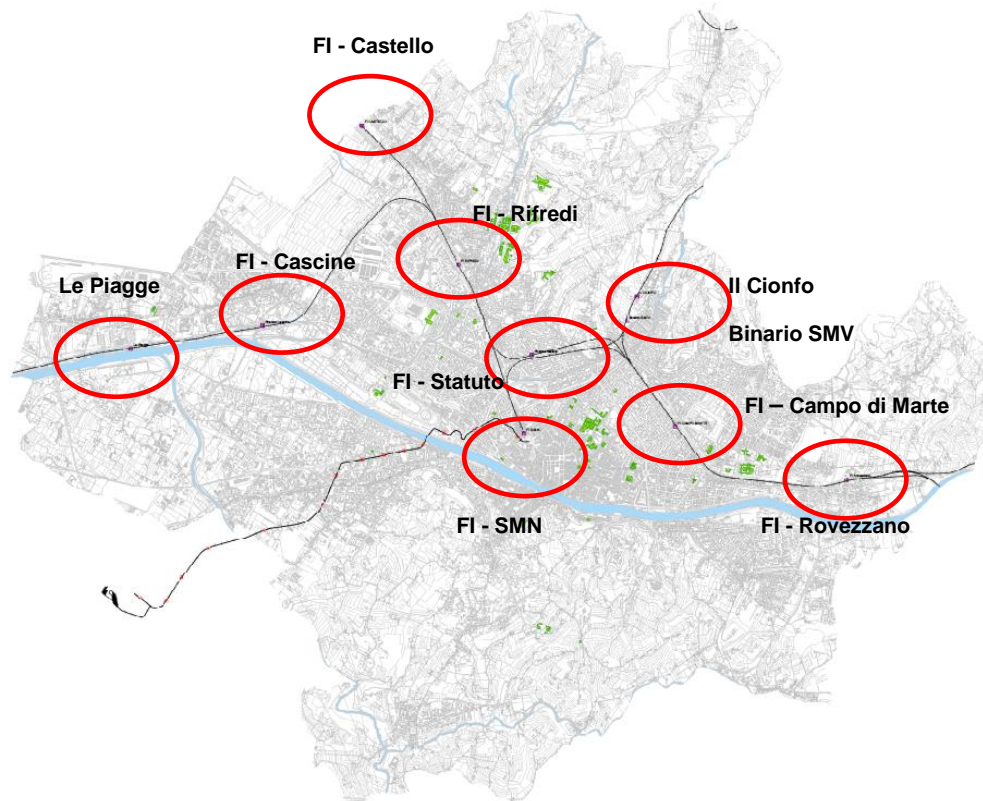 FI - Castello
FI - Rifredi
FI - Cascine
Le Piagge
Il Cionfo
Binario SMV
FI - Statuto
FI – Campo di Marte
FI - SMN
FI - Rovezzano